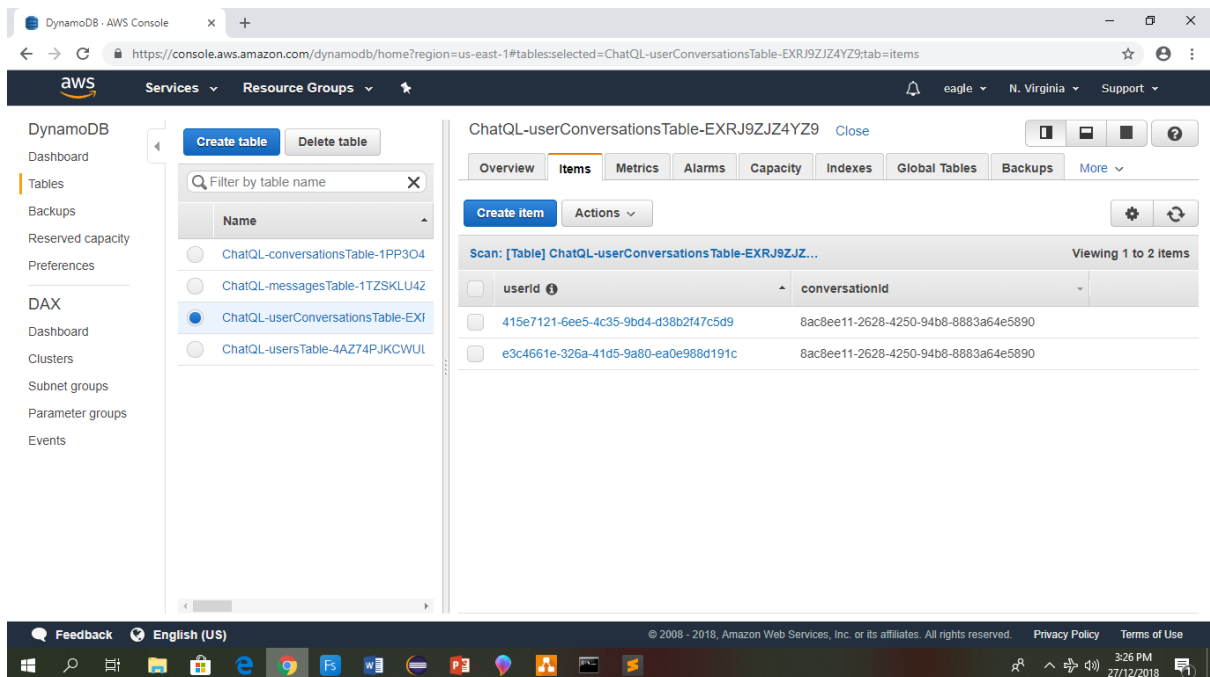 DynamoDB · AWS Console
https://console.aws.amazon.com/dynamodb/home?region=us-east-1#tables:selected=ChatQL-userConversationsTable-EXRJ9ZJZ4YZ9;tab=items
aws Services Resource Groups eagle N. Virginia Support
DynamoDB
Dashboard
Tables
Backups
Reserved capacity
Preferences
DAX
Dashboard
Clusters
Subnet groups
Parameter groups
Events
Create table Delete table
Filter by table name
Name
ChatQL-conversationsTable-1PP3O4
ChatQL-messagesTable-1TZSKLU4Z
ChatQL-userConversationsTable-EXF
ChatQL-usersTable-4AZ74PJKCWUL
ChatQL-userConversationsTable-EXRJ9ZJZ4YZ9 Close
Overview Items Metrics Alarms Capacity Indexes Global Tables Backups More
Create item Actions
Scan: [Table] ChatQL-userConversationsTable-EXRJ9ZJZ... Viewing 1 to 2 items
userId conversationId
415e7121-6ee5-4c35-9bd4-d38b2f47c5d9 8ac8ee11-2628-4250-94b8-8883a64e5890
e3c4661e-326a-41d5-9a80-ea0e988d191c 8ac8ee11-2628-4250-94b8-8883a64e5890
Feedback English (US) © 2008 - 2018, Amazon Web Services, Inc. or its affiliates. All rights reserved. Privacy Policy Terms of Use
3:26 PM
27/12/2018